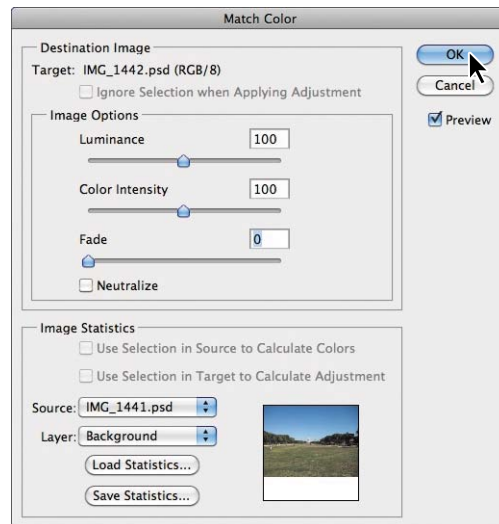 Match Color
Destination Image
Target: IMG_1442.psd (RGB/8)
Ignore Selection when Applying Adjustment
Image Options
Luminance 100
Color Intensity 100
Fade 0
Neutralize
OK
Cancel
Preview
Image Statistics
Use Selection in Source to Calculate Colors
Use Selection in Target to Calculate Adjustment
Source: IMG_1441.psd
Layer: Background
Load Statistics...
Save Statistics...